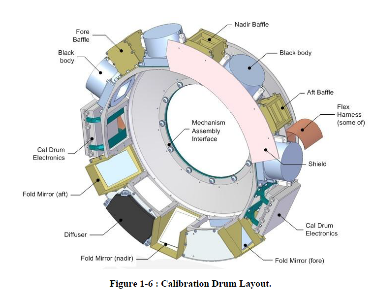 Nadir Baffle
Fore
Baffle
Black
body
Black body
Aft Baffle
Flex
Harness
(some of)
Mechanism
Assembly
Interface
Cal Drum
Electronics
Shield
Fold Mirror (aft)
Diffuser
Cal Drum
Electronics
Fold Mirror (nadir)
Fold Mirror (fore)
Figure 1-6 : Calibration Drum Layout.